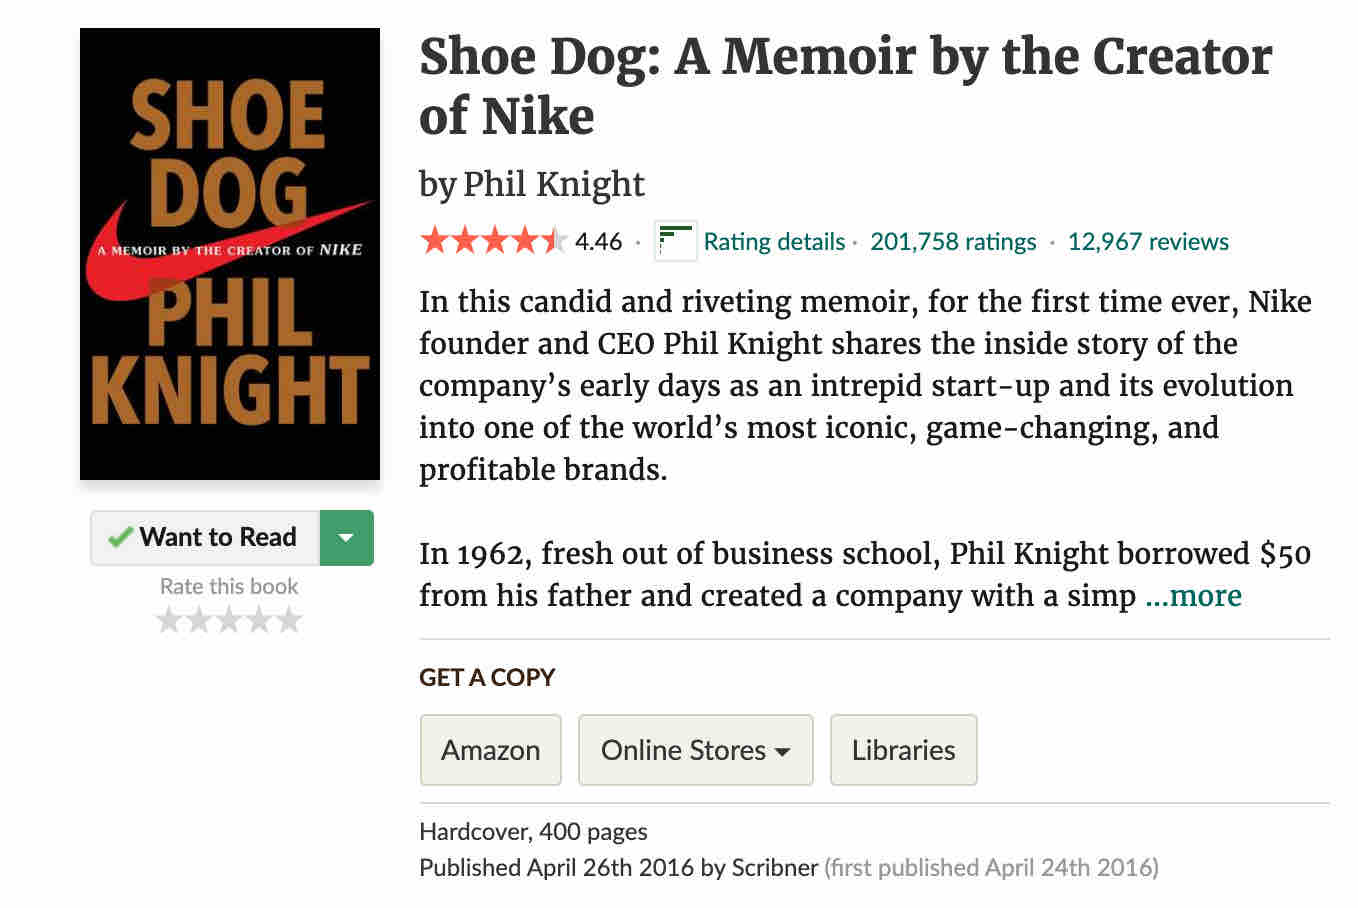 SHOE
DOG
A MEMOIR BY THE CREATOR OF NIKE
PHIL
KNIGHT
Want to Read
Rate this book
Shoe Dog: A Memoir by the Creator
of Nike
by Phil Knight
4.46 · Rating details · 201,758 ratings · 12,967 reviews
In this candid and riveting memoir, for the first time ever, Nike
founder and CEO Phil Knight shares the inside story of the
company’s early days as an intrepid start-up and its evolution
into one of the world’s most iconic, game-changing, and
profitable brands.
In 1962, fresh out of business school, Phil Knight borrowed $50
from his father and created a company with a simp ...more
GET A COPY
Amazon
Online Stores
Libraries
Hardcover, 400 pages
Published April 26th 2016 by Scribner (first published April 24th 2016)